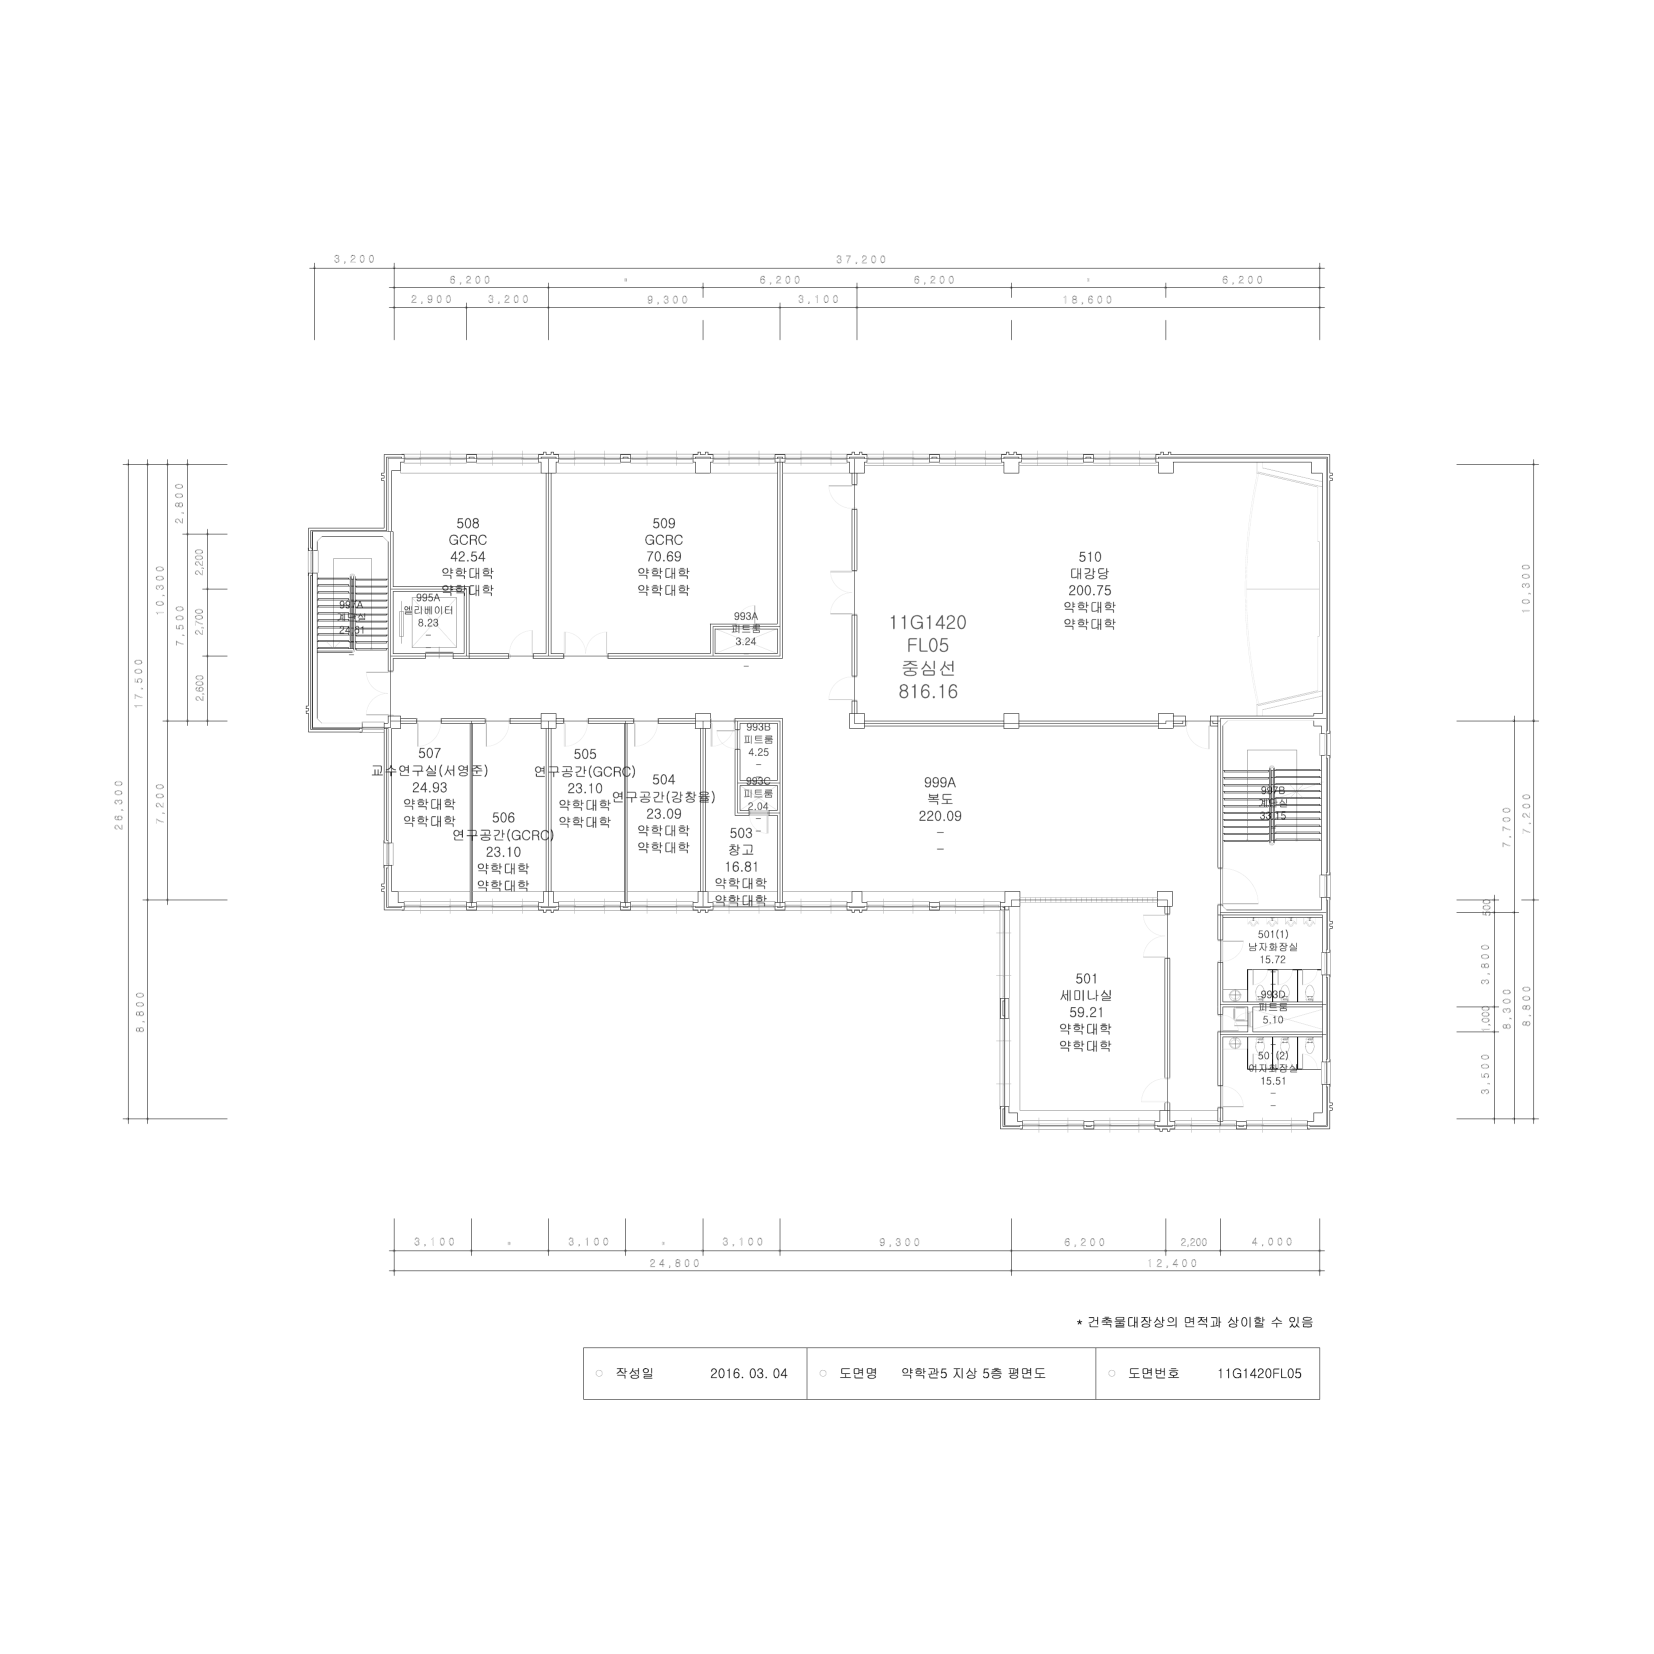 3,200
37,200
6,200
6,200
6,200
6,200
2,900
3,200
9,300
3,100
18,600
2,800
10,300
7,500
2,200
2,700
2,600
17,500
28,300
7,200
8,800
508
GCRC
42.54
약학대학
약학대학
509
GCRC
70.69
약학대학
약학대학
510
대강당
200.75
약학대학
약학대학
997A
계단실
24.81
995A
엘리베이터
8.23
–
993A
피트룸
3.24
–
11G1420
FL05
중심선
816.16
507
교수연구실(서영준)
24.93
약학대학
약학대학
506
연구공간(GCRC)
23.10
약학대학
약학대학
505
연구공간(GCRC)
23.10
약학대학
약학대학
504
연구공간(강창율)
23.09
약학대학
약학대학
993B
피트룸
4.25
–
993C
피트룸
2.04
–
503
창고
16.81
약학대학
약학대학
999A
복도
220.09
–
–
997B
계단실
33.15
501
세미나실
59.21
약학대학
약학대학
501(1)
남자화장실
15.72
993D
피트룸
5.10
501(2)
여자화장실
15.51
–
–
10,300
7,700
7,200
500
3,800
1,000
8,300
8,800
3,500
3,100
3,100
3,100
9,300
6,200
2,200
4,000
24,800
12,400
* 건축물대장상의 면적과 상이할 수 있음
○ 작성일 2016. 03. 04 ○ 도면명 약학관5 지상 5층 평면도 ○ 도면번호 11G1420FL05